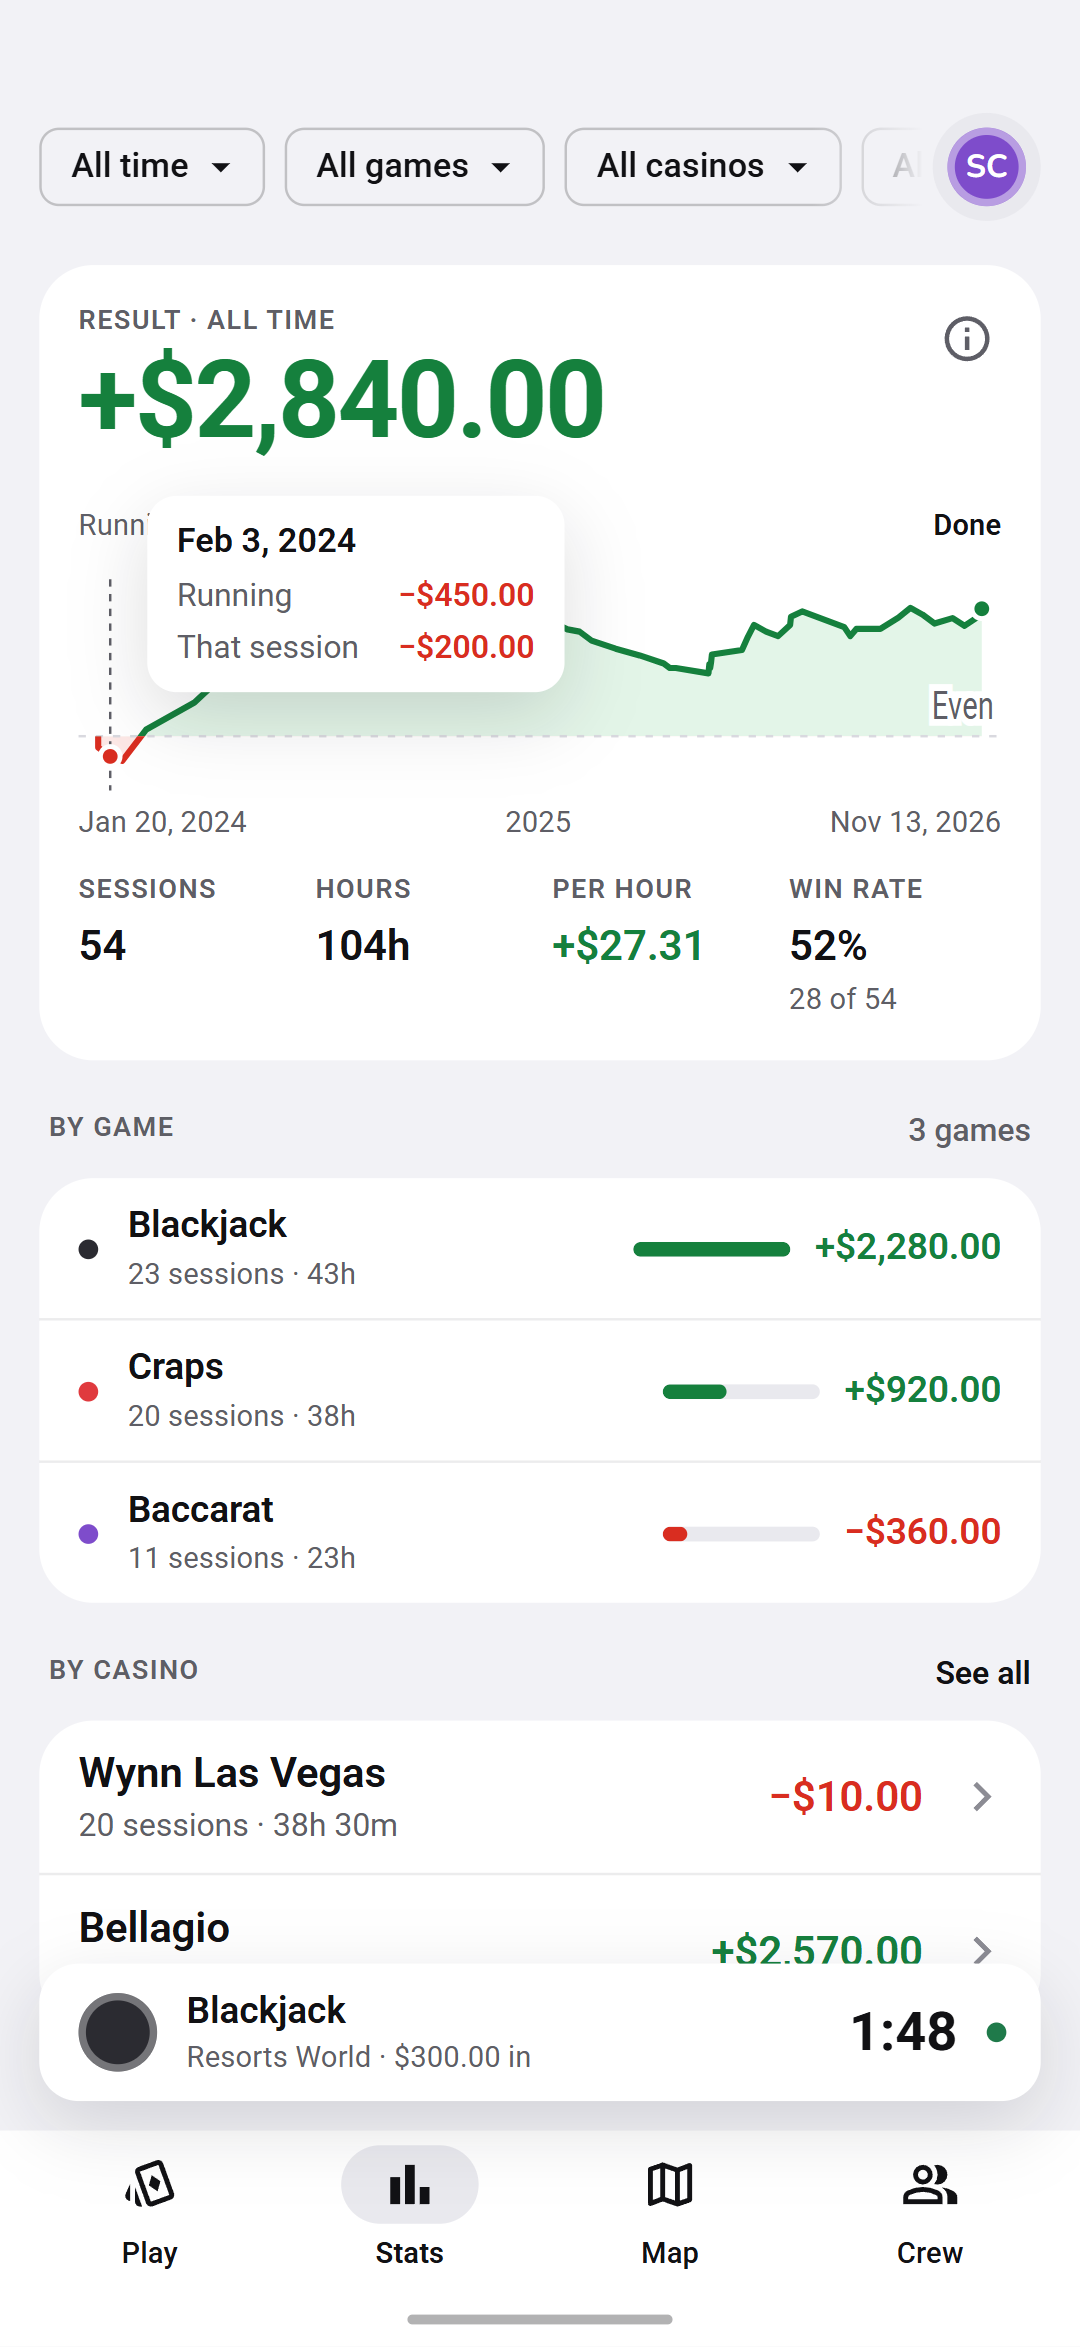 All time
All games
All casinos
SC
RESULT · ALL TIME
+$2,840.00
Done
Feb 3, 2024
Running −$450.00
That session −$200.00
Even
Jan 20, 2024 2025 Nov 13, 2026
SESSIONS HOURS PER HOUR WIN RATE
54 104h +$27.31 52%
28 of 54
BY GAME 3 games
Blackjack
23 sessions · 43h
+$2,280.00
Craps
20 sessions · 38h
+$920.00
Baccarat
11 sessions · 23h
−$360.00
BY CASINO See all
Wynn Las Vegas
20 sessions · 38h 30m
−$10.00
Bellagio
+$2,570.00
Blackjack
Resorts World · $300.00 in
1:48
Play Stats Map Crew